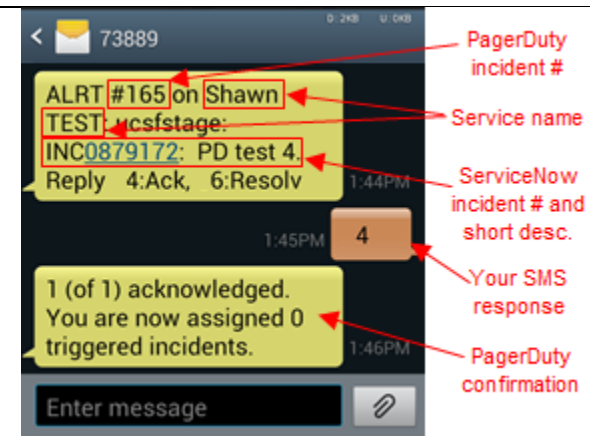 D: 2KB U: 0KB
< 73889
ALRT #165 on Shawn
TEST: ucsfstage:
INC0879172: PD test 4.
Reply 4:Ack, 6:Resolv
1:44PM
1:45PM
4
1 (of 1) acknowledged.
You are now assigned 0
triggered incidents.
1:46PM
Enter message
PagerDuty
incident #
Service name
ServiceNow
incident # and
short desc.
Your SMS
response
PagerDuty
confirmation